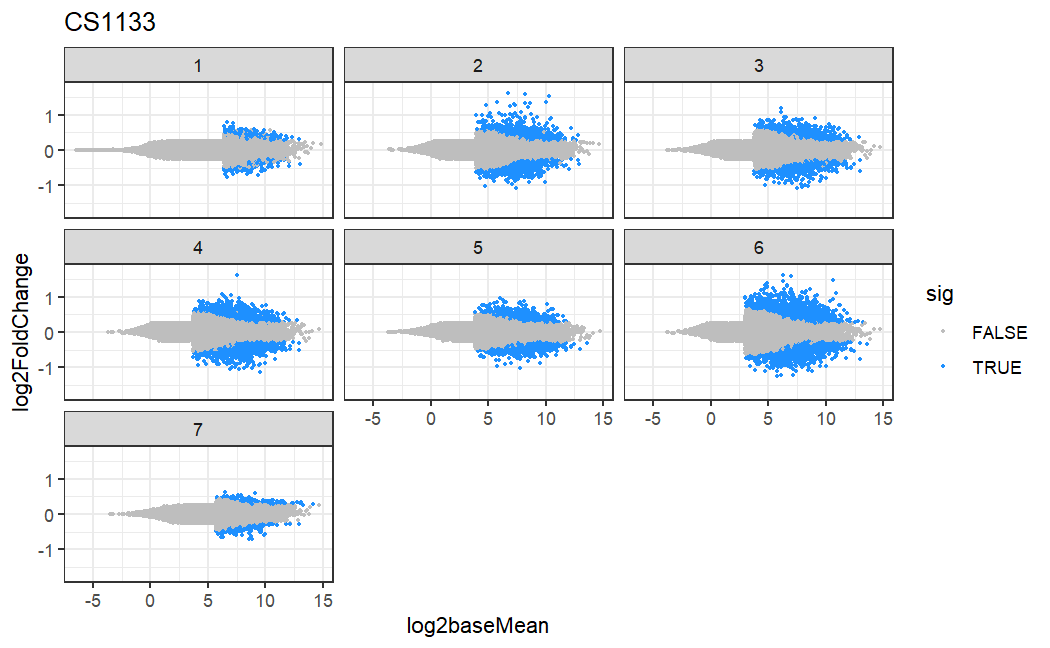 CS1133
1 2 3
1 0 -1
4 5 6
1 0 -1
-5 0 5 10 15 -5 0 5 10 15
7
1 0 -1
-5 0 5 10 15
log2baseMean
log2FoldChange
sig
FALSE
TRUE